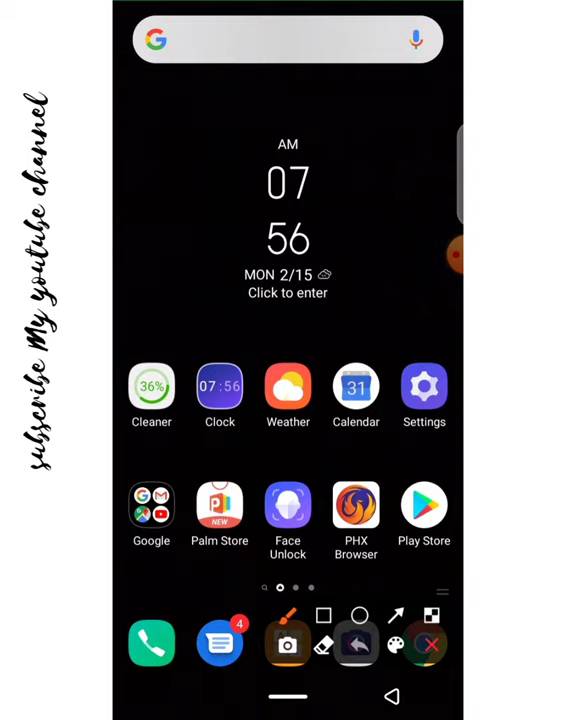 subscribe My youtube channel
AM
07
56
MON 2/15
Click to enter
36%
07:56
31
Cleaner
Clock
Weather
Calendar
Settings
NEW
Google
Palm Store
Face
Unlock
PHX
Browser
Play Store
4